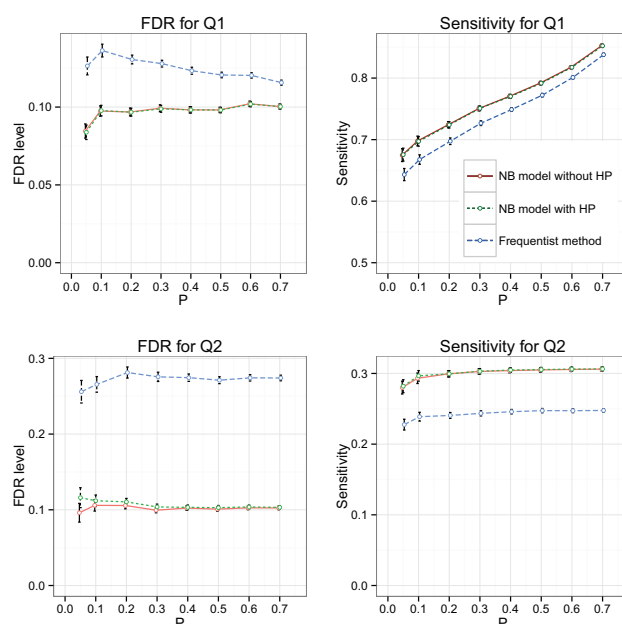 FDR for Q1
FDR level
0.10
0.05
0.00
0.0 0.1 0.2 0.3 0.4 0.5 0.6 0.7
P
Sensitivity for Q1
Sensitivity
0.8
0.7
0.6
0.5
NB model without HP
NB model with HP
Frequentist method
0.0 0.1 0.2 0.3 0.4 0.5 0.6 0.7
P
FDR for Q2
FDR level
0.3
0.2
0.1
0.0
0.0 0.1 0.2 0.3 0.4 0.5 0.6 0.7
P
Sensitivity for Q2
Sensitivity
0.3
0.2
0.1
0.0
0.0 0.1 0.2 0.3 0.4 0.5 0.6 0.7
P